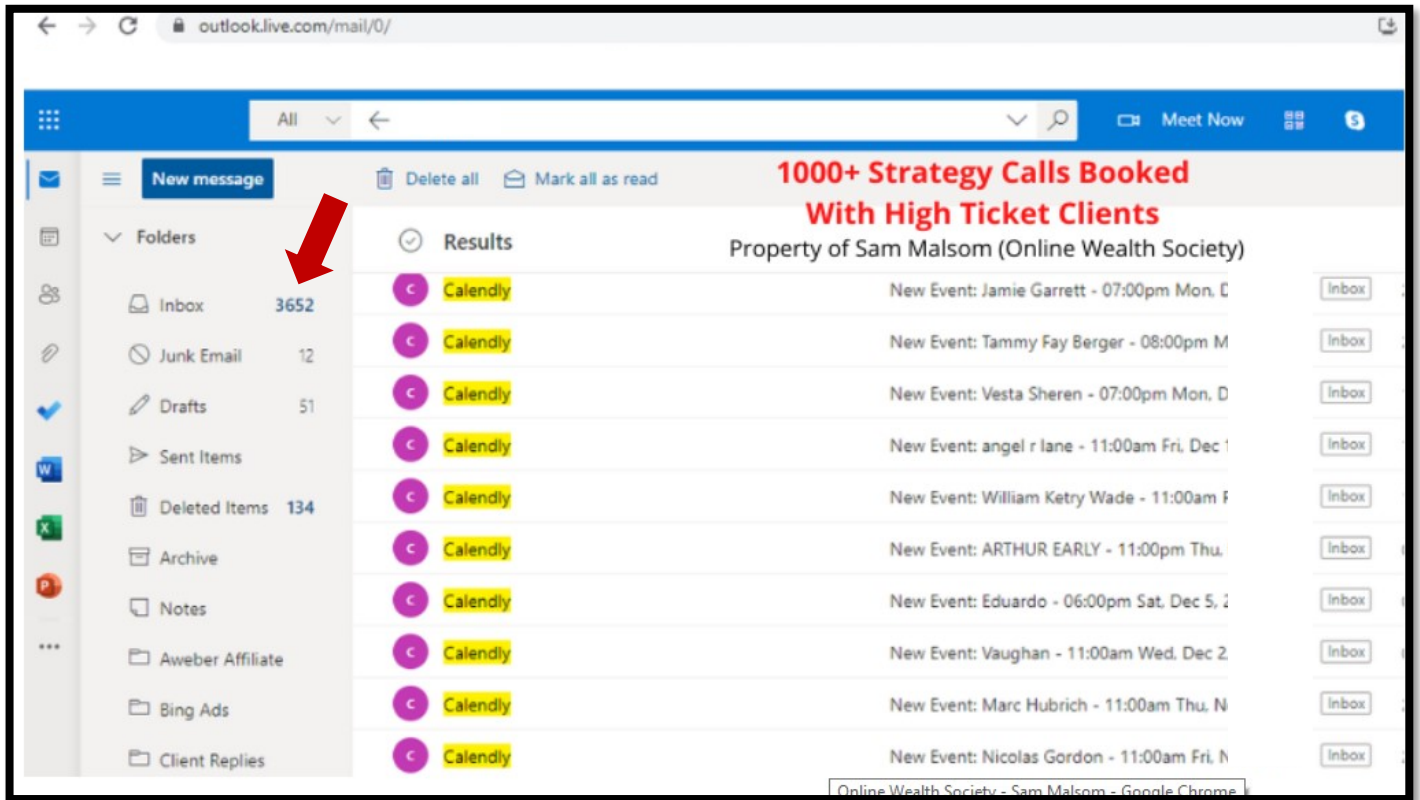 outlook.live.com/mail/0/
All
Meet Now
New message
Delete all
Mark all as read
1000+ Strategy Calls Booked
With High Ticket Clients
Property of Sam Malsom (Online Wealth Society)
Folders
Results
Inbox 3652
Junk Email 12
Drafts 51
Sent Items
Deleted Items 134
Archive
Notes
Aweber Affiliate
Bing Ads
Client Replies
C Calendly New Event: Jamie Garrett - 07:00pm Mon, D Inbox
C Calendly New Event: Tammy Fay Berger - 08:00pm M Inbox
C Calendly New Event: Vesta Sheren - 07:00pm Mon, D Inbox
C Calendly New Event: angel r lane - 11:00am Fri, Dec 1 Inbox
C Calendly New Event: William Ketry Wade - 11:00am F Inbox
C Calendly New Event: ARTHUR EARLY - 11:00pm Thu, Inbox
C Calendly New Event: Eduardo - 06:00pm Sat, Dec 5, 2 Inbox
C Calendly New Event: Vaughan - 11:00am Wed, Dec 2, Inbox
C Calendly New Event: Marc Hubrich - 11:00am Thu, N Inbox
C Calendly New Event: Nicolas Gordon - 11:00am Fri, N Inbox
Online Wealth Society - Sam Malsom - Google Chrome